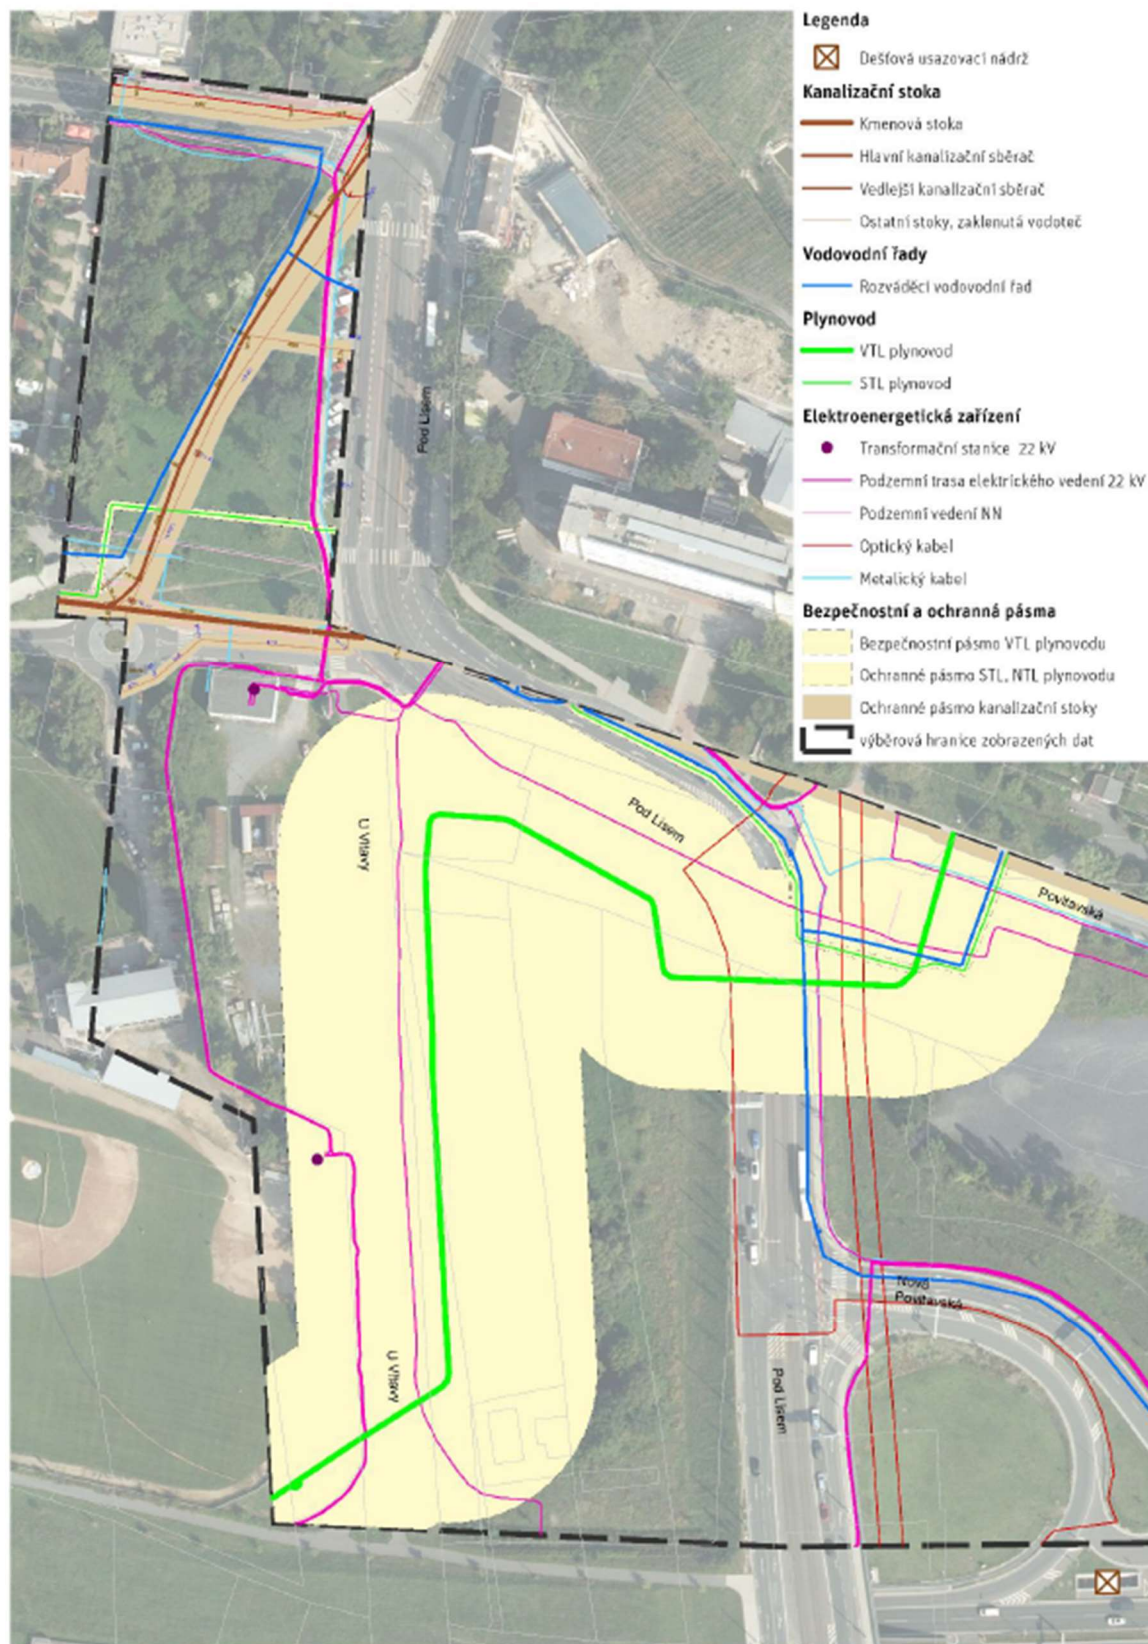 Legenda
Dešťová usazovací nádrž
Kanalizační stoka
Kmenová stoka
Hlavní kanalizační sběrač
Vedlejší kanalizační sběrač
Ostatní stoky, zaklenutá vodoteč
Vodovodní řady
Rozváděcí vodovodní řad
Plynovod
VTL plynovod
STL plynovod
Elektroenergetická zařízení
Transformační stanice 22 kV
Podzemní trasa elektrického vedení 22 kV
Podzemní vedení NN
Optický kabel
Metalický kabel
Bezpečnostní a ochranná pásma
Bezpečnostní pásmo VTL plynovodu
Ochranné pásmo STL, NTL plynovodu
Ochranné pásmo kanalizační stoky
výběrová hranice zobrazených dat
Pod Lisem
Pod Lisem
U Vltavy
Povltavská
Nová
Povltavská
U Vltavy
Pod Lisem